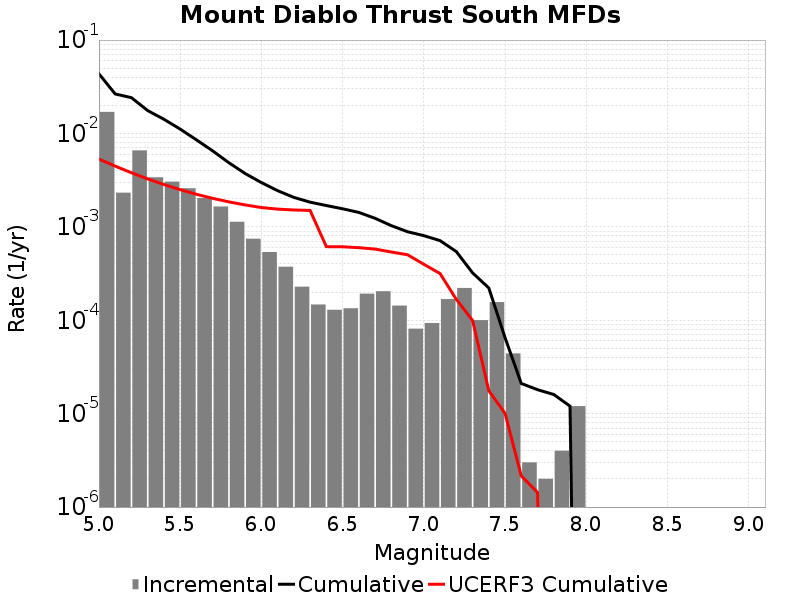 Mount Diablo Thrust South MFDs
10-1
10-2
10-3
10-4
10-5
10-6
Rate (1/yr)
5.0 5.5 6.0 6.5 7.0 7.5 8.0 8.5 9.0
Magnitude
Incremental Cumulative UCERF3 Cumulative